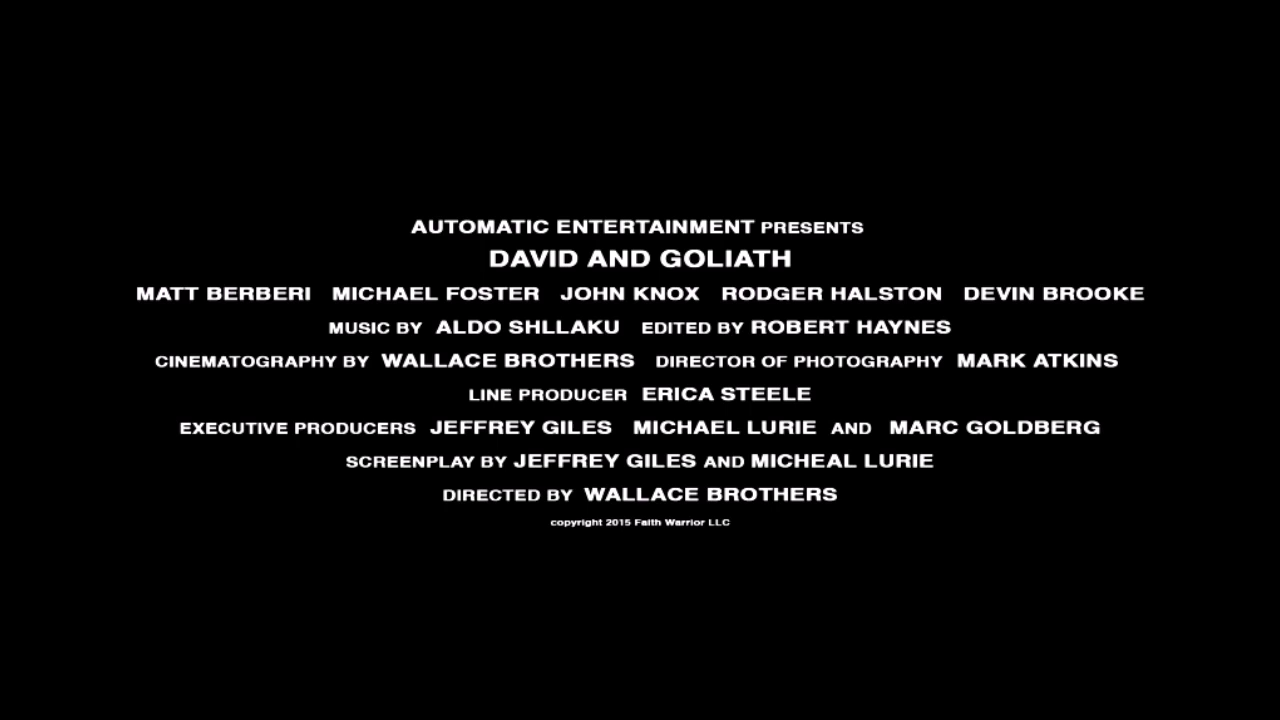 AUTOMATIC ENTERTAINMENT PRESENTS
DAVID AND GOLIATH
MATT BERBERI MICHAEL FOSTER JOHN KNOX RODGER HALSTON DEVIN BROOKE
MUSIC BY ALDO SHLLAKU EDITED BY ROBERT HAYNES
CINEMATOGRAPHY BY WALLACE BROTHERS DIRECTOR OF PHOTOGRAPHY MARK ATKINS
LINE PRODUCER ERICA STEELE
EXECUTIVE PRODUCERS JEFFREY GILES MICHAEL LURIE AND MARC GOLDBERG
SCREENPLAY BY JEFFREY GILES AND MICHEAL LURIE
DIRECTED BY WALLACE BROTHERS
copyright 2015 Faith Warrior LLC